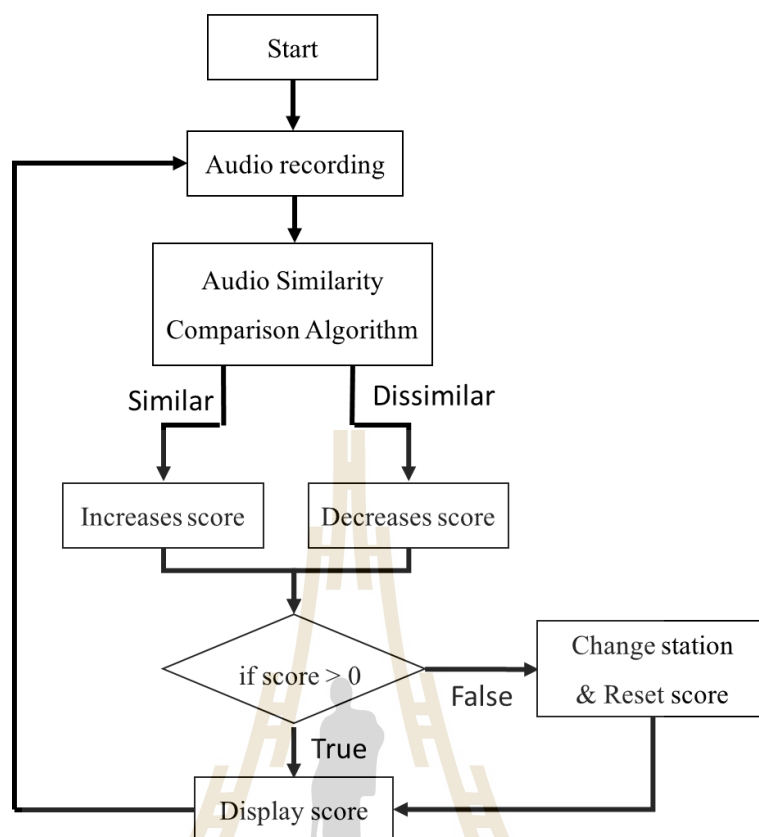 Start
Audio recording
Audio Similarity
Comparison Algorithm
Similar
Dissimilar
Increases score
Decreases score
if score > 0
False
Change station
& Reset score
True
Display score